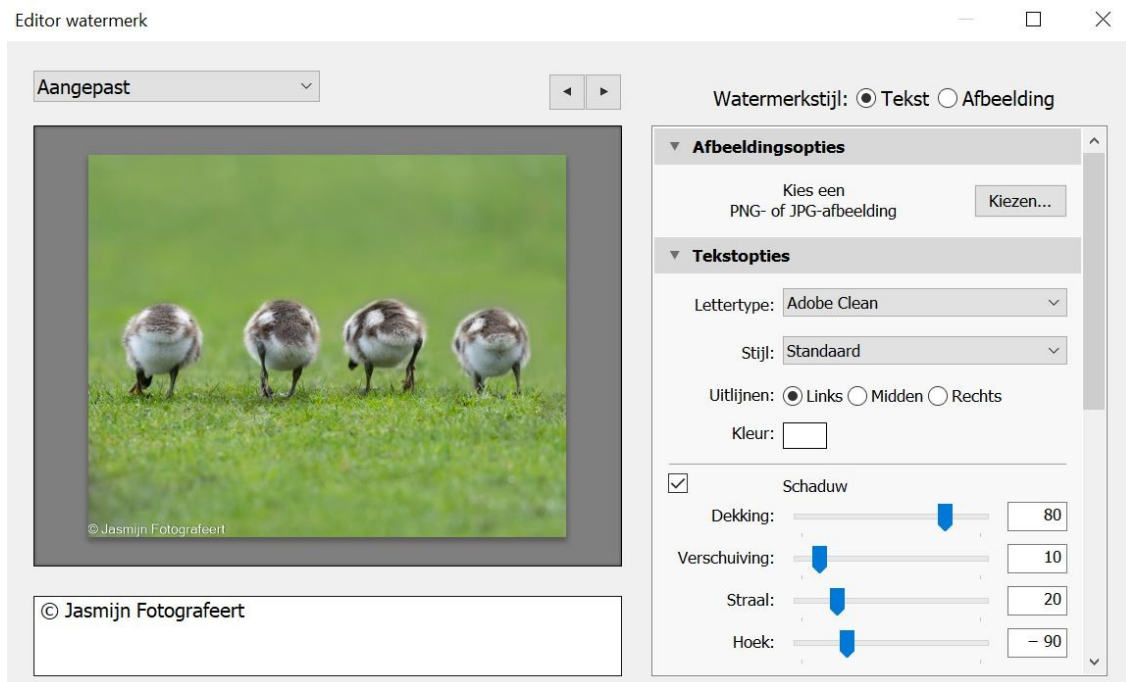 Editor watermerk
Aangepast
Watermerkstijl: Tekst Afbeelding
© Jasmijn Fotografeert
© Jasmijn Fotografeert
Afbeeldingsopties
Kies een
PNG- of JPG-afbeelding
Kiezen...
Tekstopties
Lettertype: Adobe Clean
Stijl: Standaard
Uitlijnen: Links Midden Rechts
Kleur:
Schaduw
Dekking: 80
Verschuiving: 10
Straal: 20
Hoek: – 90